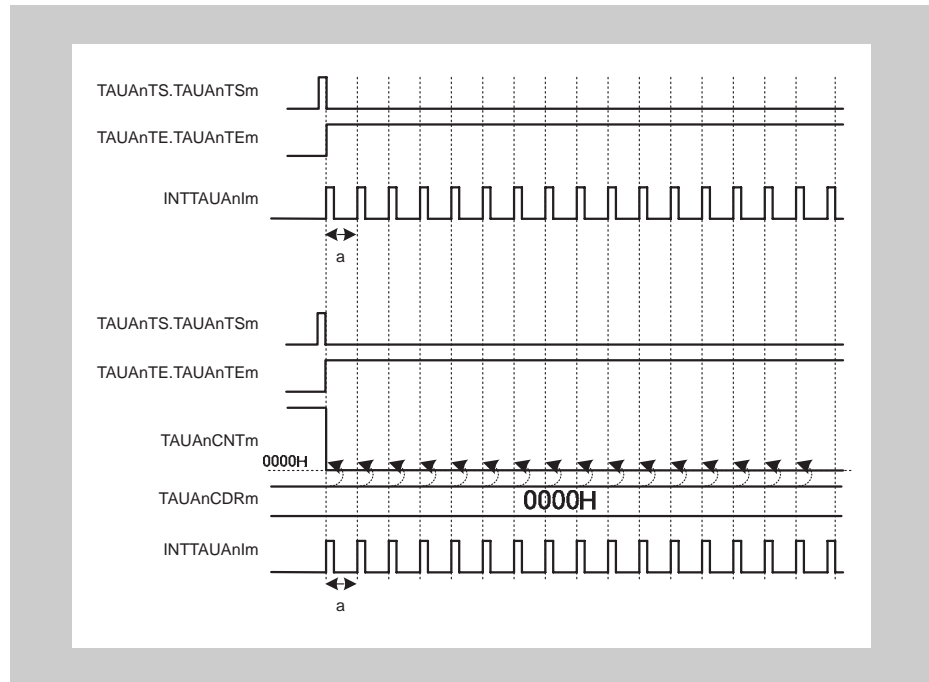 TAUAnTS.TAUAnTSm
TAUAnTE.TAUAnTEm
INTTAUAnIm
a
TAUAnTS.TAUAnTSm
TAUAnTE.TAUAnTEm
TAUAnCNTm
0000H
TAUAnCDRm
0000H
INTTAUAnIm
a